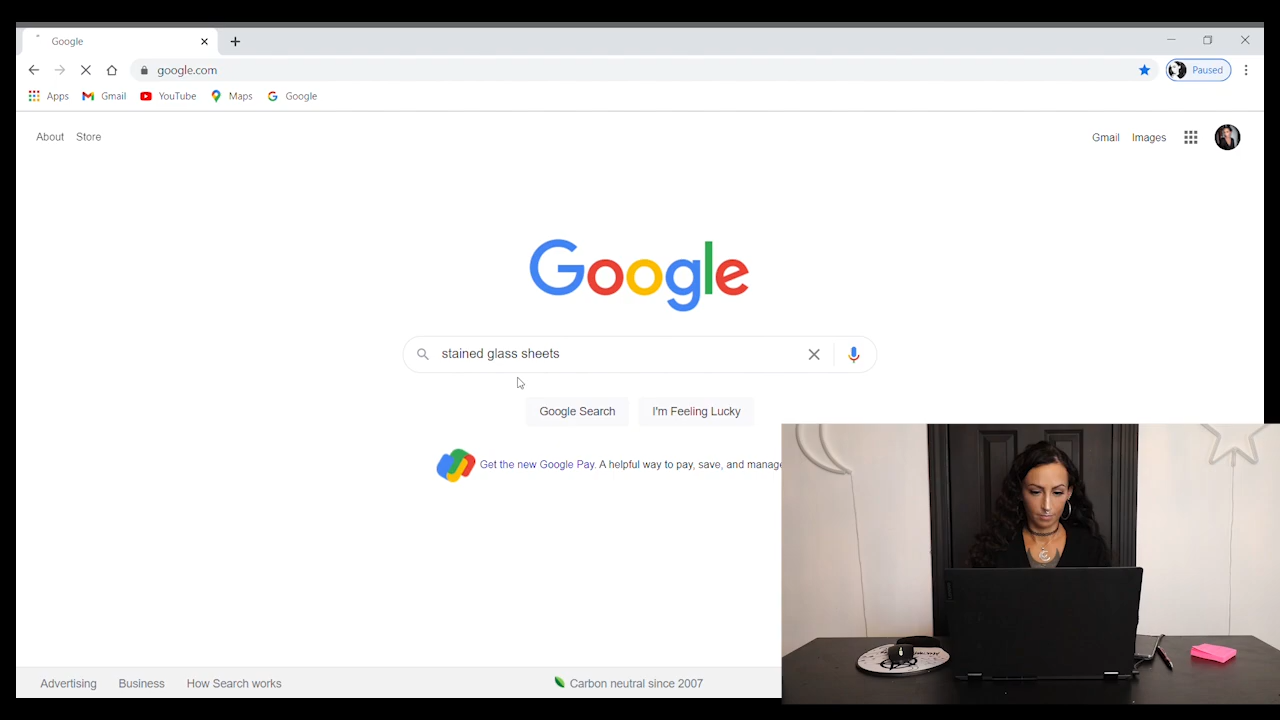 Google
google.com
Paused
Apps
Gmail
YouTube
Maps
Google
About
Store
Gmail
Images
Google
stained glass sheets
Google Search
I'm Feeling Lucky
Get the new Google Pay. A helpful way to pay, save, and manage
Advertising
Business
How Search works
Carbon neutral since 2007